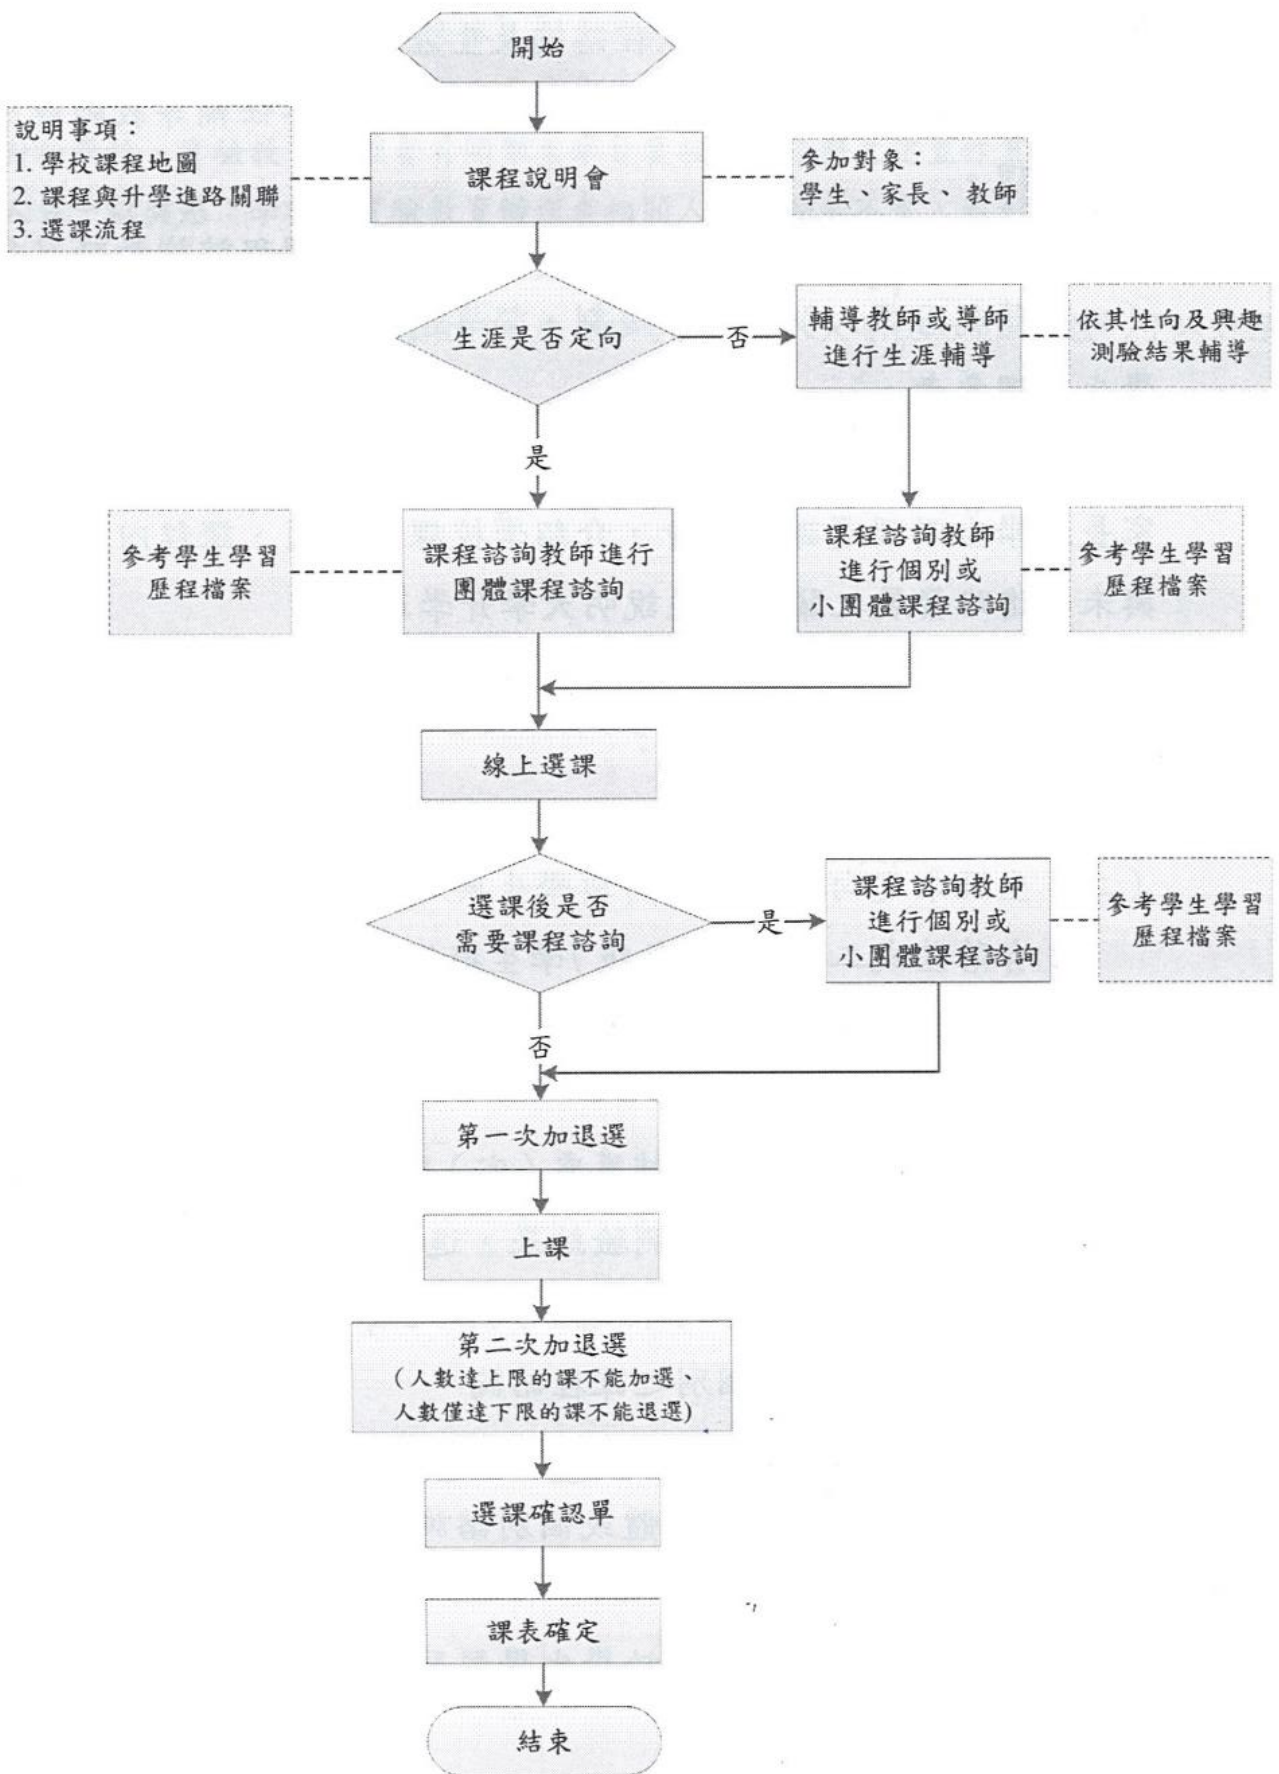 開始
說明事項：
1. 學校課程地圖
2. 課程與升學進路關聯
3. 選課流程
課程說明會
參加對象：
學生、家長、教師
生涯是否定向
否
輔導教師或導師
進行生涯輔導
依其性向及興趣
測驗結果輔導
是
參考學生學習
歷程檔案
課程諮詢教師進行
團體課程諮詢
課程諮詢教師
進行個別或
小團體課程諮詢
參考學生學習
歷程檔案
線上選課
選課後是否
需要課程諮詢
是
課程諮詢教師
進行個別或
小團體課程諮詢
參考學生學習
歷程檔案
否
第一次加退選
上課
第二次加退選
（人數達上限的課不能加選、
人數僅達下限的課不能退選)
選課確認單
課表確定
結束